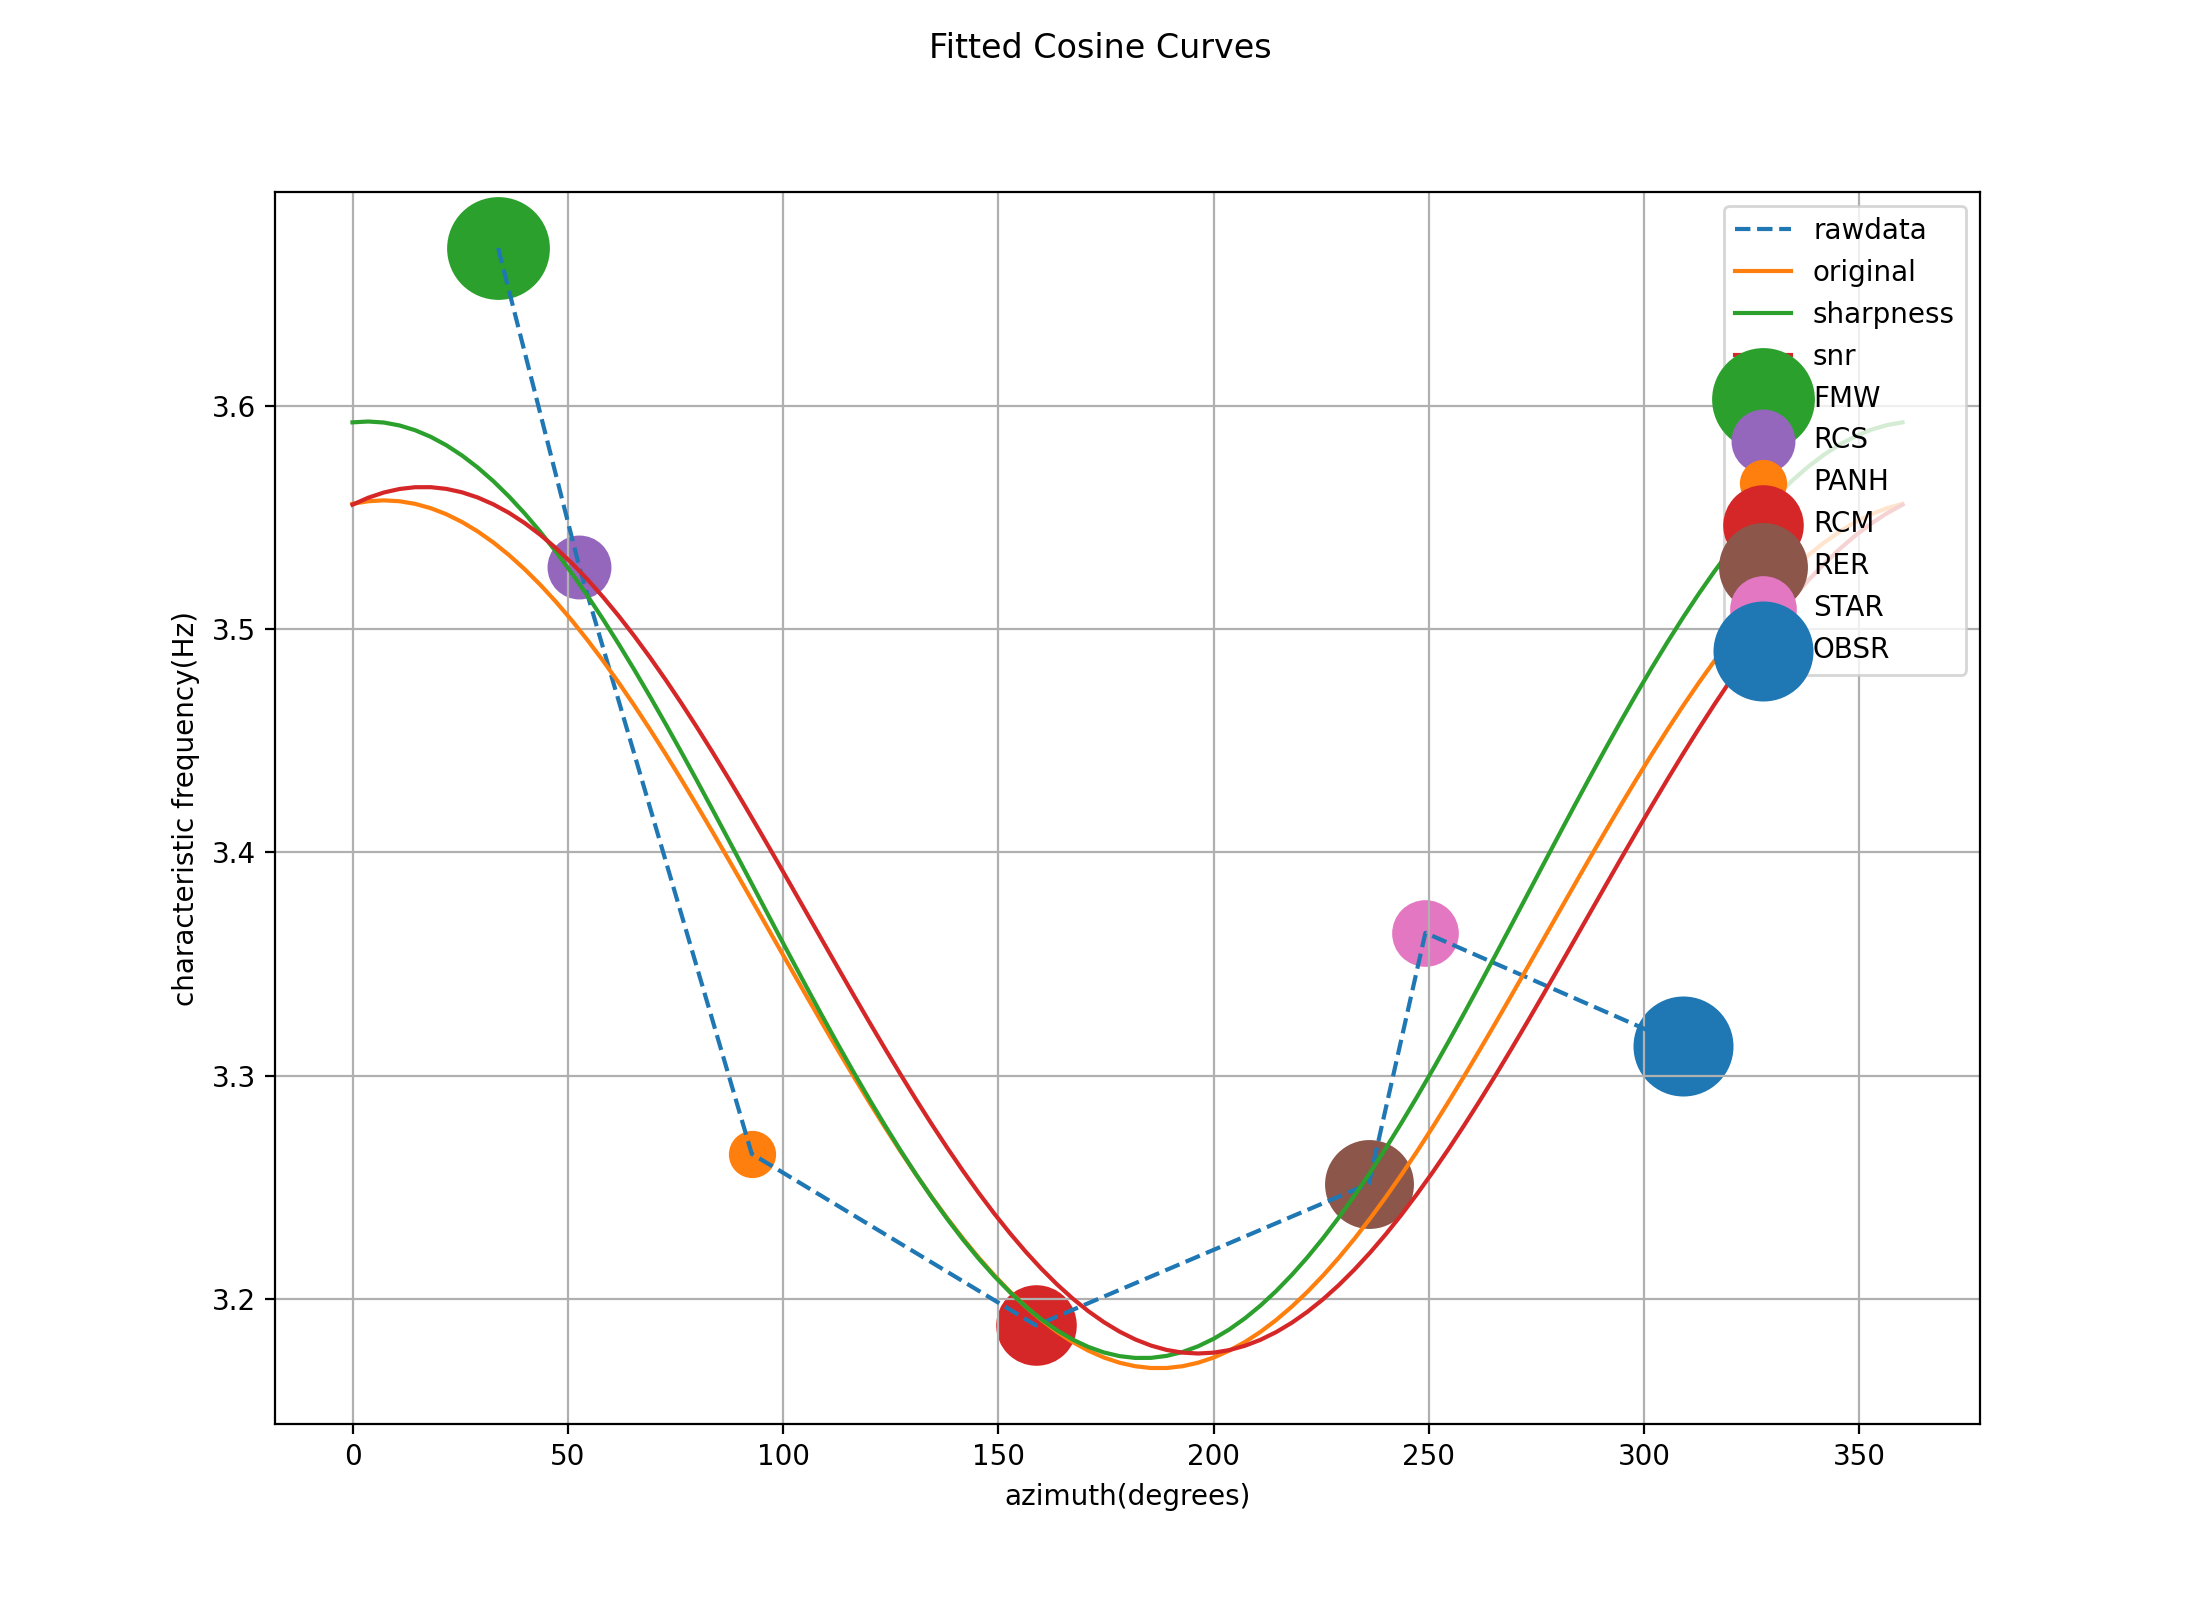 Fitted Cosine Curves
rawdata
original
sharpness
snr
FMW
RCS
PANH
RCM
RER
STAR
OBSR
characteristic frequency(Hz)
3.6
3.5
3.4
3.3
3.2
0 50 100 150 200 250 300 350
azimuth(degrees)